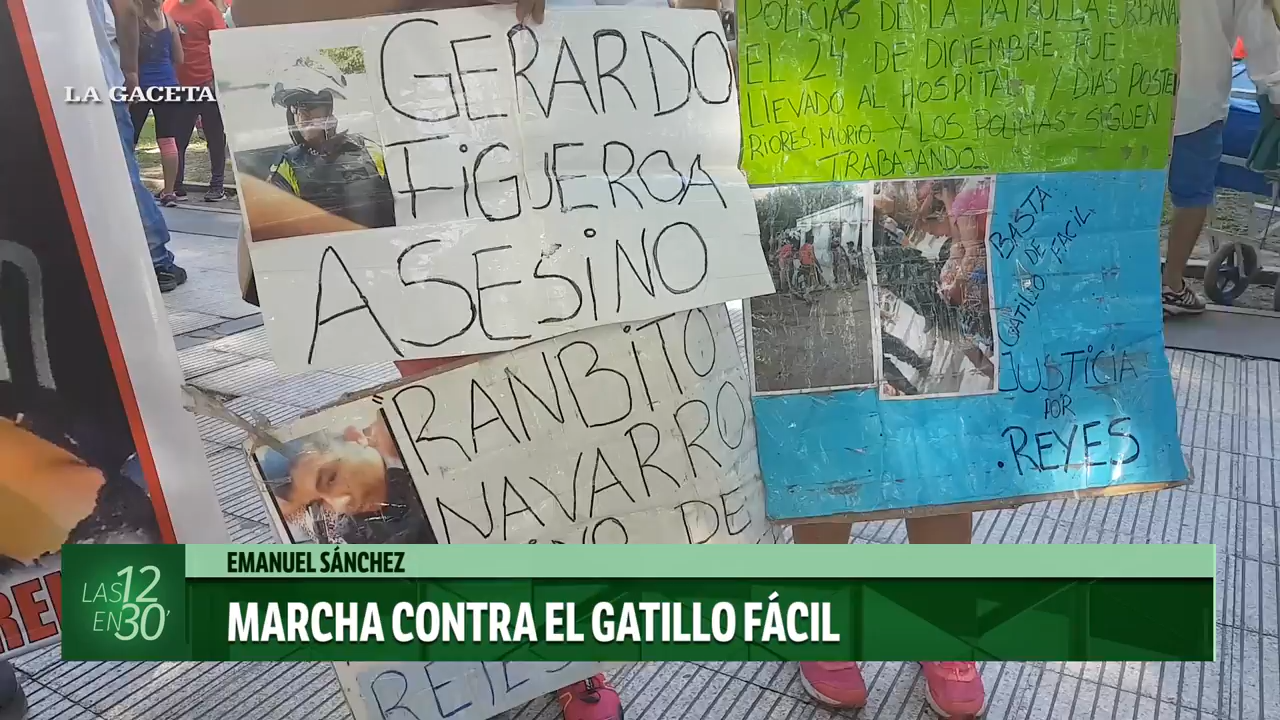 LA GACETA
GERARDO
FIGUEROA
ASESINO
POLICIAS DE LA PATRULLA URBANA
EL 24 DE DICIEMBRE FUE
LLEVADO AL HOSPITAL Y DIAS POSTE
RIORES. MURIO. Y LOS POLICIAS SIGUEN
TRABAJANDO.
BASTA
DE
GATILLO FACIL
JUSTICIA
POR
REYES
RANBITO
NAVARRO
DE
EMANUEL SÁNCHEZ
LAS 12
EN 30'
MARCHA CONTRA EL GATILLO FÁCIL
REYES